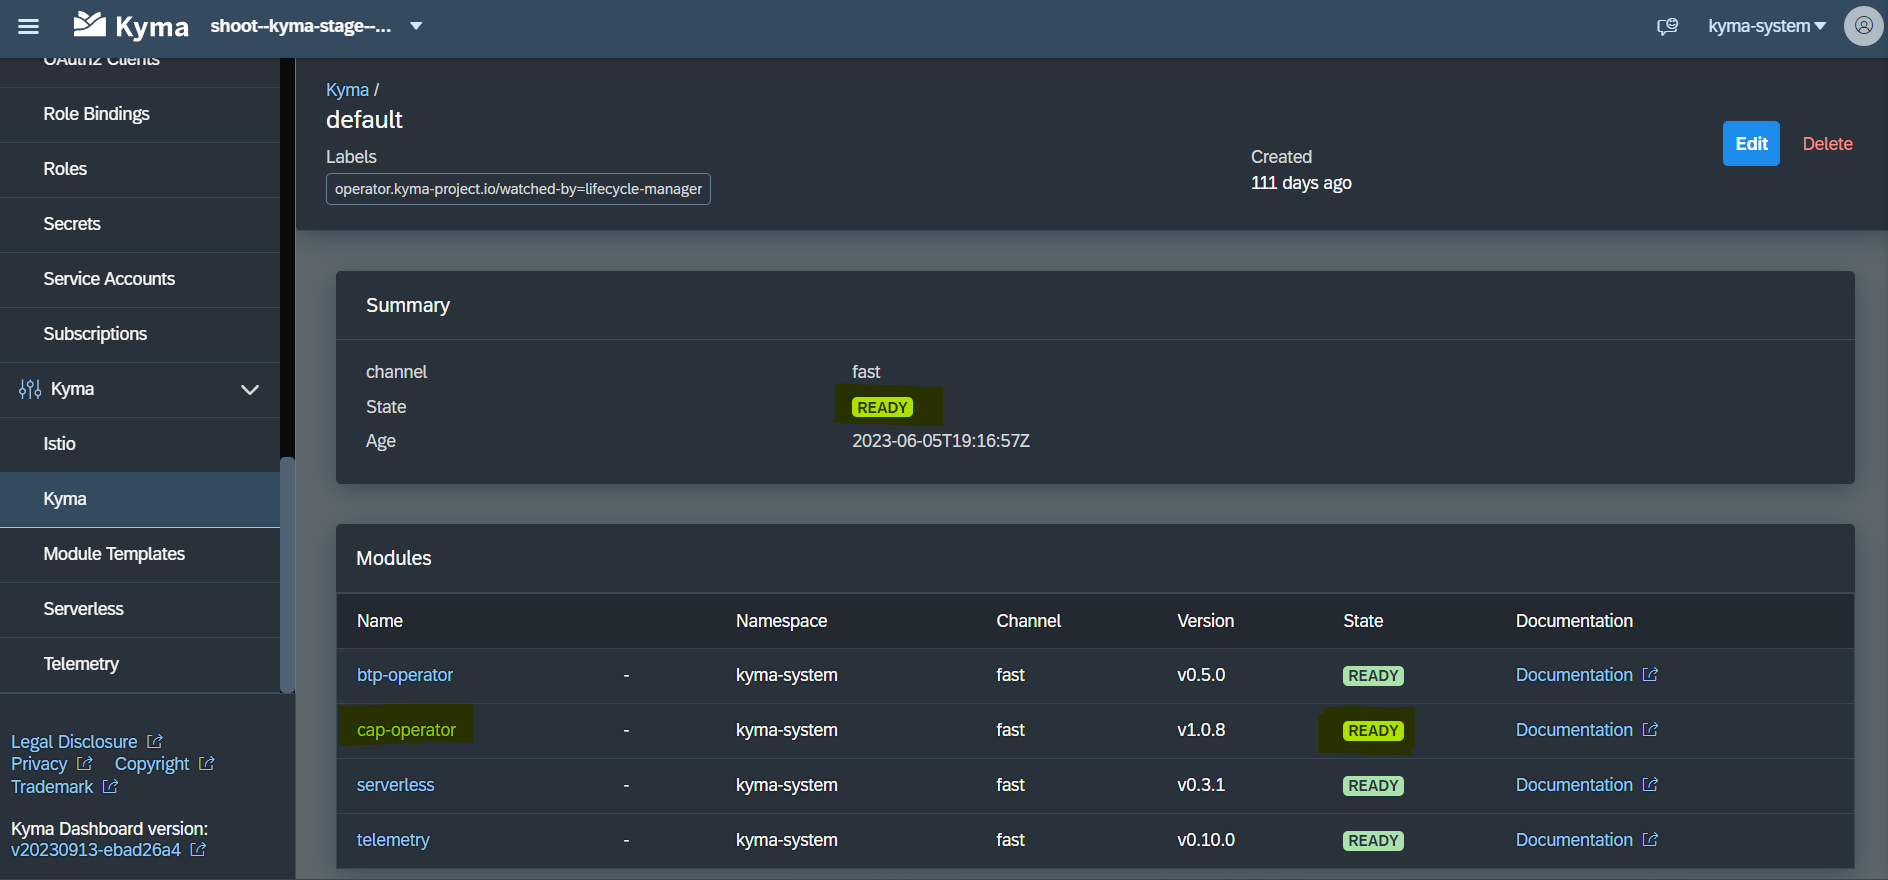 Kyma shoot--kyma-stage--... kyma-system
OAuth2 Clients
Role Bindings
Roles
Secrets
Service Accounts
Subscriptions
Kyma
Istio
Kyma
Module Templates
Serverless
Telemetry
Legal Disclosure
Privacy Copyright
Trademark
Kyma Dashboard version:
v20230913-ebad26a4
Kyma /
default
Labels
operator.kyma-project.io/watched-by=lifecycle-manager
Created
111 days ago
Edit Delete
Summary
channel fast
State READY
Age 2023-06-05T19:16:57Z
Modules
Name Namespace Channel Version State Documentation
btp-operator - kyma-system fast v0.5.0 READY Documentation
cap-operator - kyma-system fast v1.0.8 READY Documentation
serverless - kyma-system fast v0.3.1 READY Documentation
telemetry - kyma-system fast v0.10.0 READY Documentation